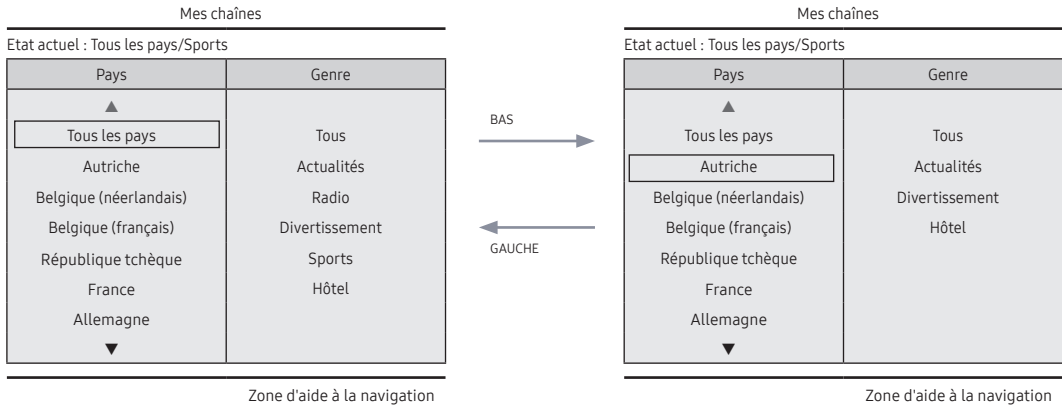 Mes chaînes
Etat actuel : Tous les pays/Sports
Pays Genre
▲
Tous les pays Tous
Autriche Actualités
Belgique (néerlandais) Radio
Belgique (français) Divertissement
République tchèque Sports
France Hôtel
Allemagne
▼
Zone d'aide à la navigation
BAS
GAUCHE
Mes chaînes
Etat actuel : Tous les pays/Sports
Pays Genre
▲
Tous les pays Tous
Autriche Actualités
Belgique (néerlandais) Divertissement
Belgique (français) Hôtel
République tchèque
France
Allemagne
▼
Zone d'aide à la navigation